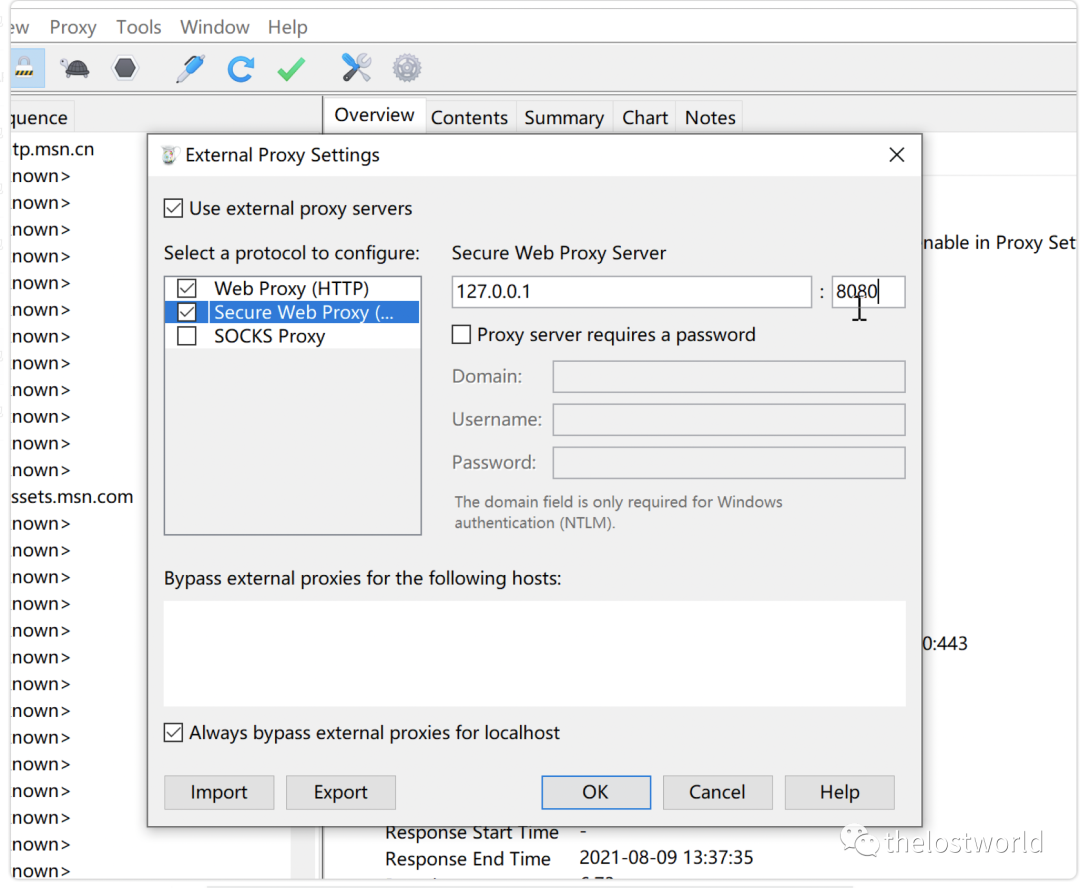 ew Proxy Tools Window Help
quence
Overview Contents Summary Chart Notes
tp.msn.cn
nown>
nown>
nown>
nown>
nown>
nown>
nown>
nown>
nown>
nown>
nown>
nown>
ssets.msn.com
nown>
nown>
nown>
nown>
nown>
nown>
nown>
nown>
nown>
nown>
nown>
nown>
nown>
nown>
External Proxy Settings
Use external proxy servers
Select a protocol to configure:
Web Proxy (HTTP)
Secure Web Proxy (...
SOCKS Proxy
Secure Web Proxy Server
127.0.0.1 : 8080
Proxy server requires a password
Domain:
Username:
Password:
The domain field is only required for Windows
authentication (NTLM).
Bypass external proxies for the following hosts:
Always bypass external proxies for localhost
Import Export OK Cancel Help
nable in Proxy Set
0:443
Response Start Time -
Response End Time 2021-08-09 13:37:35
thelostworld